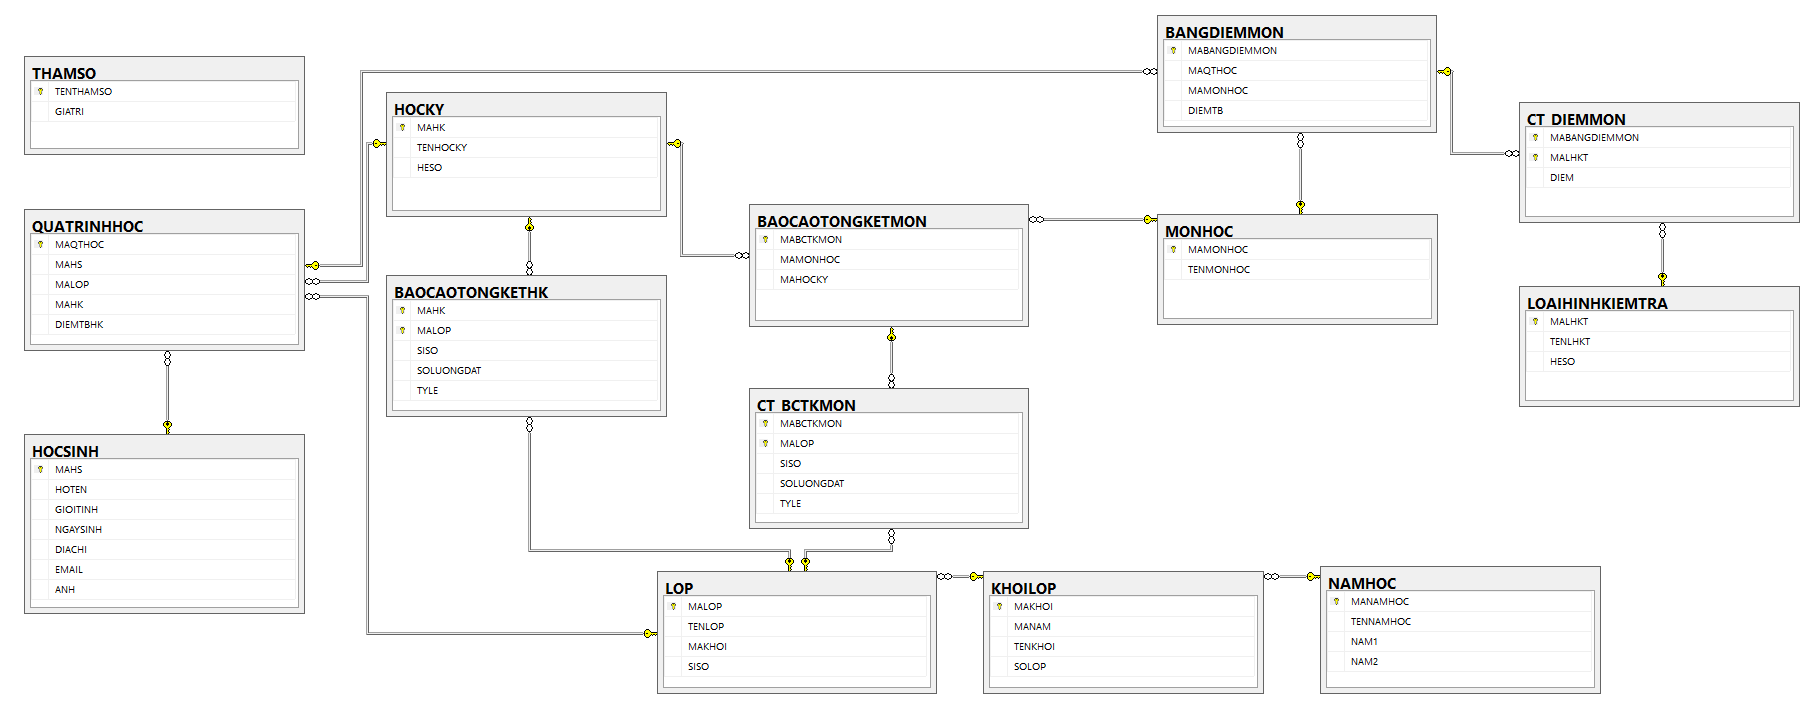 THAMSO
TENTHAMSO
GIATRI
QUATRINHHOC
MAQTHOC
MAHS
MALOP
MAHK
DIEMTBHK
HOCSINH
MAHS
HOTEN
GIOITINH
NGAYSINH
DIACHI
EMAIL
ANH
HOCKY
MAHK
TENHOCKY
HESO
BAOCAOTONGKETHK
MAHK
MALOP
SISO
SOLUONGDAT
TYLE
BAOCAOTONGKETMON
MABCTKMON
MAMONHOC
MAHOCKY
CT_BCTKMON
MABCTKMON
MALOP
SISO
SOLUONGDAT
TYLE
LOP
MALOP
TENLOP
MAKHOI
SISO
KHOILOP
MAKHOI
MANAM
TENKHOI
SOLOP
NAMHOC
MANAMHOC
TENNAMHOC
NAM1
NAM2
BANGDIEMMON
MABANGDIEMMON
MAQTHOC
MAMONHOC
DIEMTB
MONHOC
MAMONHOC
TENMONHOC
CT_DIEMMON
MABANGDIEMMON
MALHKT
DIEM
LOAIHINHKIEMTRA
MALHKT
TENLHKT
HESO